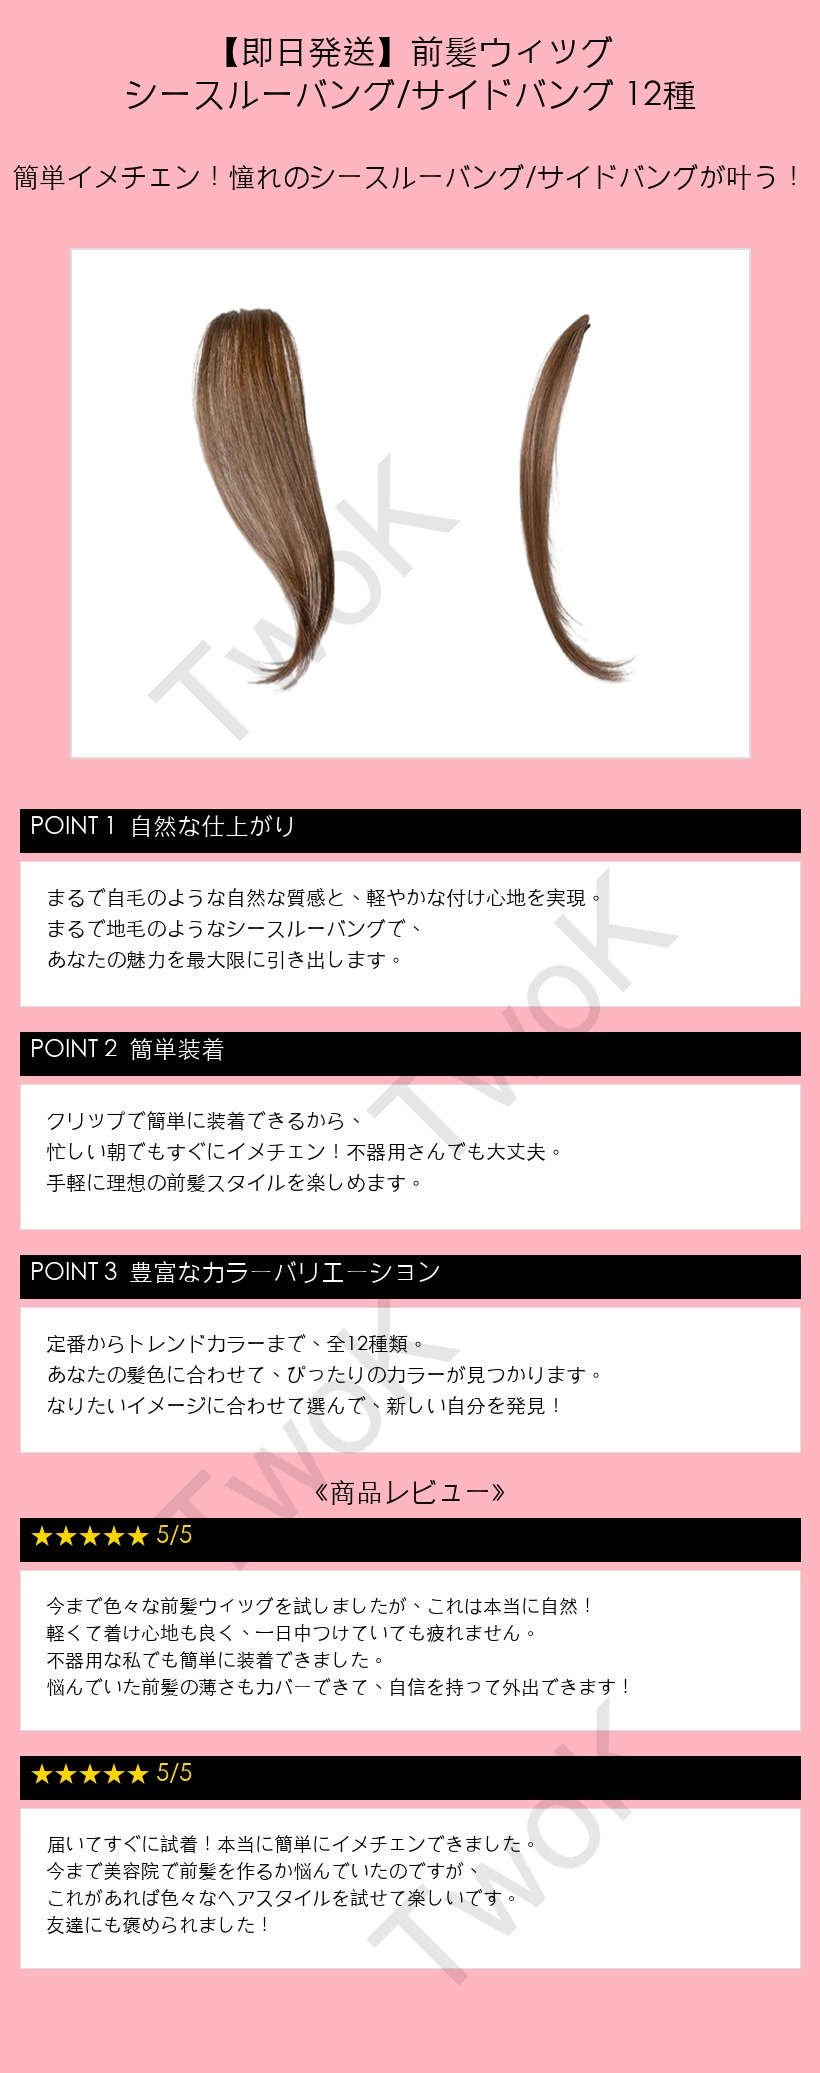 【即日発送】前髪ウィッグ
シースルーバング/サイドバング 12種
簡単イメチェン！憧れのシースルーバング/サイドバングが叶う！
TwoK
POINT 1 自然な仕上がり
まるで自毛のような自然な質感と、軽やかな付け心地を実現。
まるで地毛のようなシースルーバングで、
あなたの魅力を最大限に引き出します。
TwoK
POINT 2 簡単装着
クリップで簡単に装着できるから、
忙しい朝でもすぐにイメチェン！不器用さんでも大丈夫。
手軽に理想の前髪スタイルを楽しめます。
POINT 3 豊富なカラーバリエーション
定番からトレンドカラーまで、全12種類。
あなたの髪色に合わせて、ぴったりのカラーが見つかります。
なりたいイメージに合わせて選んで、新しい自分を発見！
TwoK
《商品レビュー》
★★★★★ 5/5
今まで色々な前髪ウィッグを試しましたが、これは本当に自然！
軽くて着け心地も良く、一日中つけていても疲れません。
不器用な私でも簡単に装着できました。
悩んでいた前髪の薄さもカバーできて、自信を持って外出できます！
★★★★★ 5/5
届いてすぐに試着！本当に簡単にイメチェンできました。
今まで美容院で前髪を作るか悩んでいたのですが、
これがあれば色々なヘアスタイルを試せて楽しいです。
友達にも褒められました！
TwoK